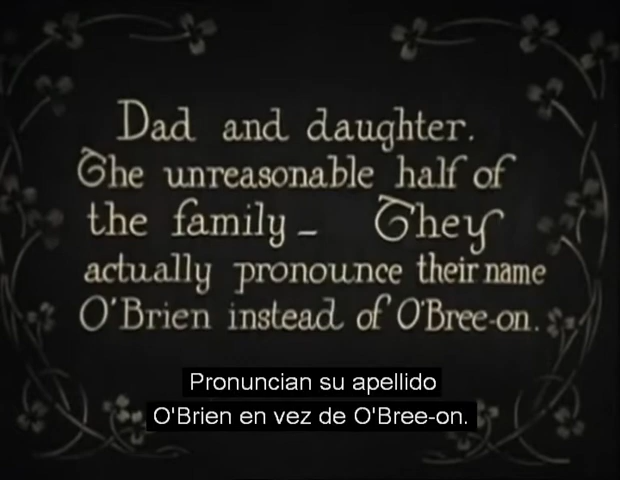 Dad and daughter.
The unreasonable half of
the family – They
actually pronounce their name
O'Brien instead of O'Bree-on.
Pronuncian su apellido
O'Brien en vez de O'Bree-on.